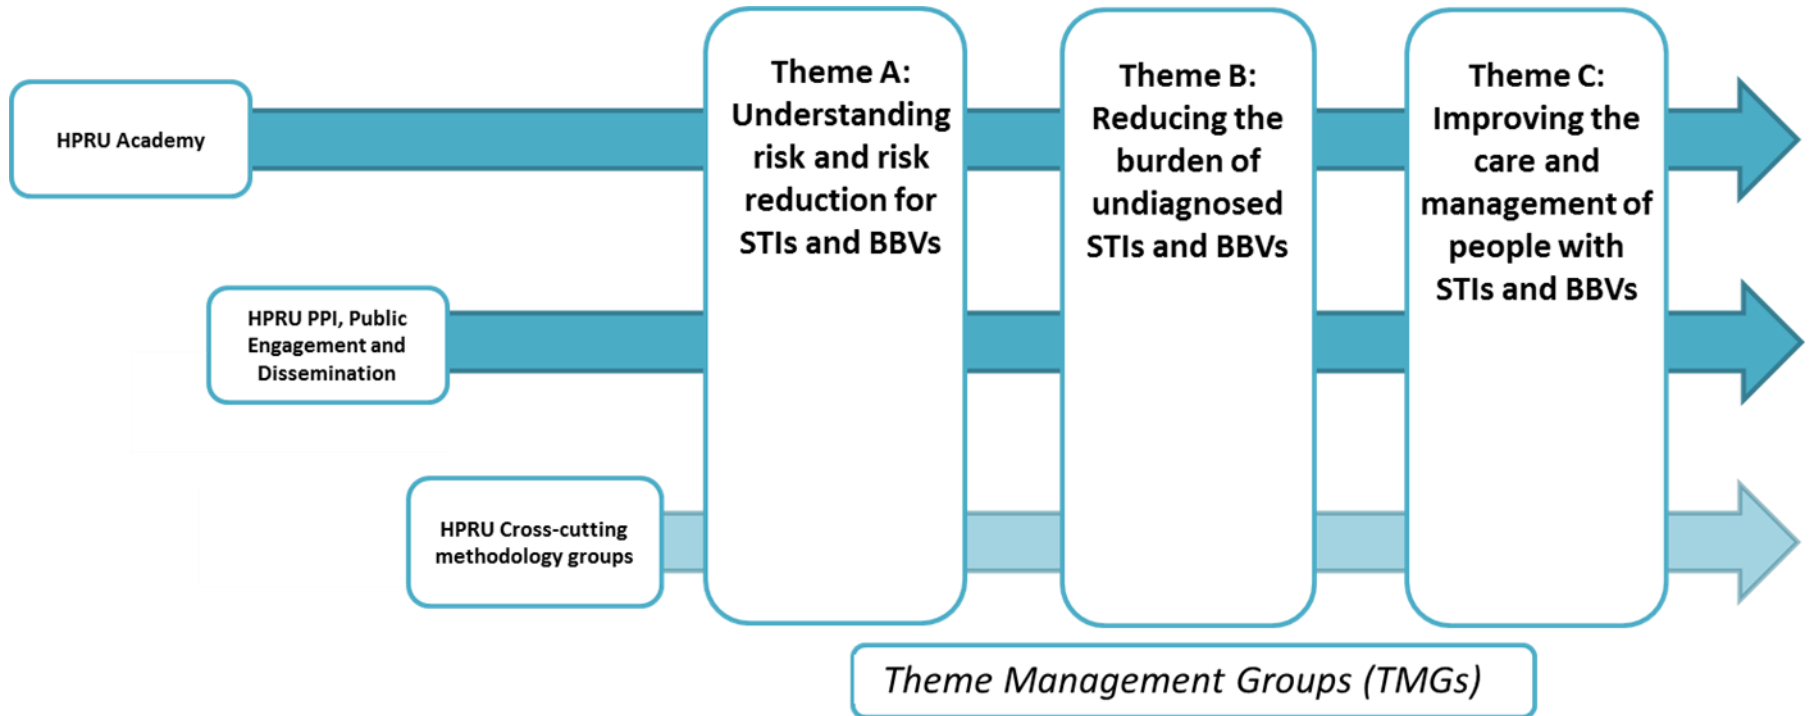 HPRU Academy
HPRU PPI, Public
Engagement and
Dissemination
HPRU Cross-cutting
methodology groups
Theme A:
Understanding
risk and risk
reduction for
STIs and BBVs
Theme B:
Reducing the
burden of
undiagnosed
STIs and BBVs
Theme C:
Improving the
care and
management of
people with
STIs and BBVs
Theme Management Groups (TMGs)